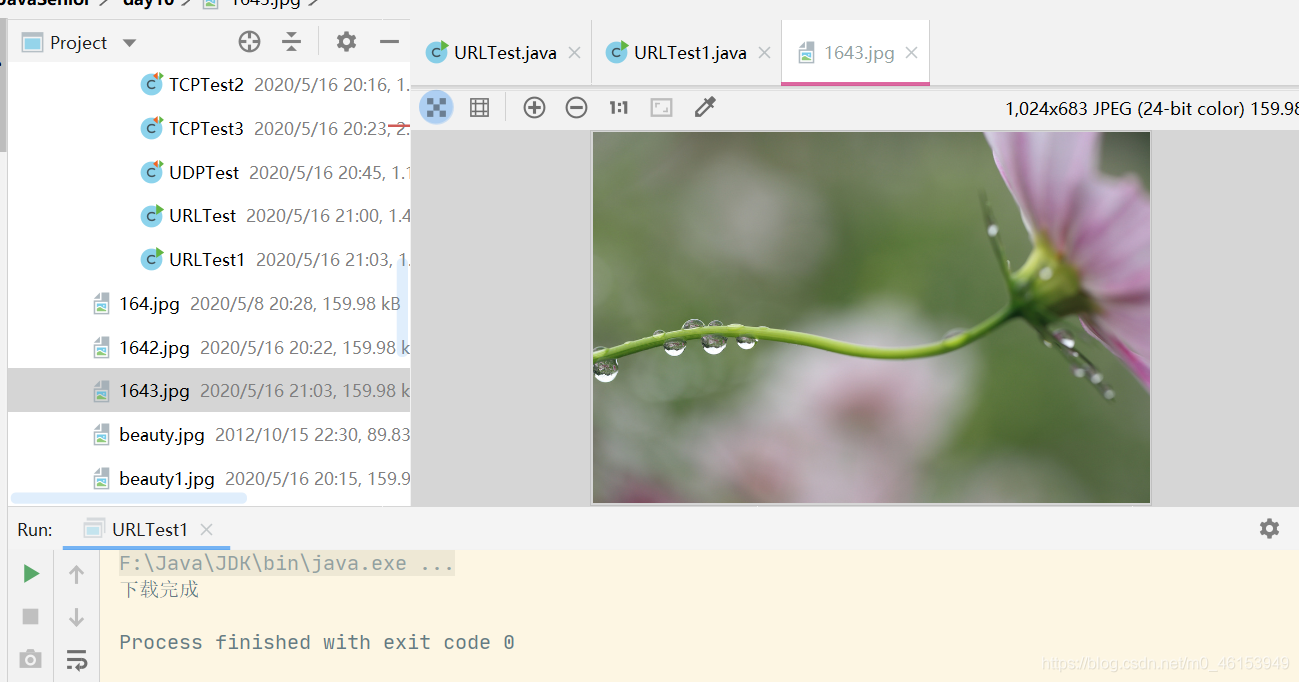 JavaSenior day10 1643.jpg
Project
URLTest.java
URLTest1.java
1643.jpg
1:1
1,024x683 JPEG (24-bit color) 159.98
TCPTest2 2020/5/16 20:16, 1.
TCPTest3 2020/5/16 20:23, 2.
UDPTest 2020/5/16 20:45, 1.1
URLTest 2020/5/16 21:00, 1.4
URLTest1 2020/5/16 21:03, 1.
164.jpg 2020/5/8 20:28, 159.98 kB
1642.jpg 2020/5/16 20:22, 159.98 k
1643.jpg 2020/5/16 21:03, 159.98 k
beauty.jpg 2012/10/15 22:30, 89.83
beauty1.jpg 2020/5/16 20:15, 159.9
Run: URLTest1
F:\Java\JDK\bin\java.exe ...
下载完成
Process finished with exit code 0
https://blog.csdn.net/m0_46153949